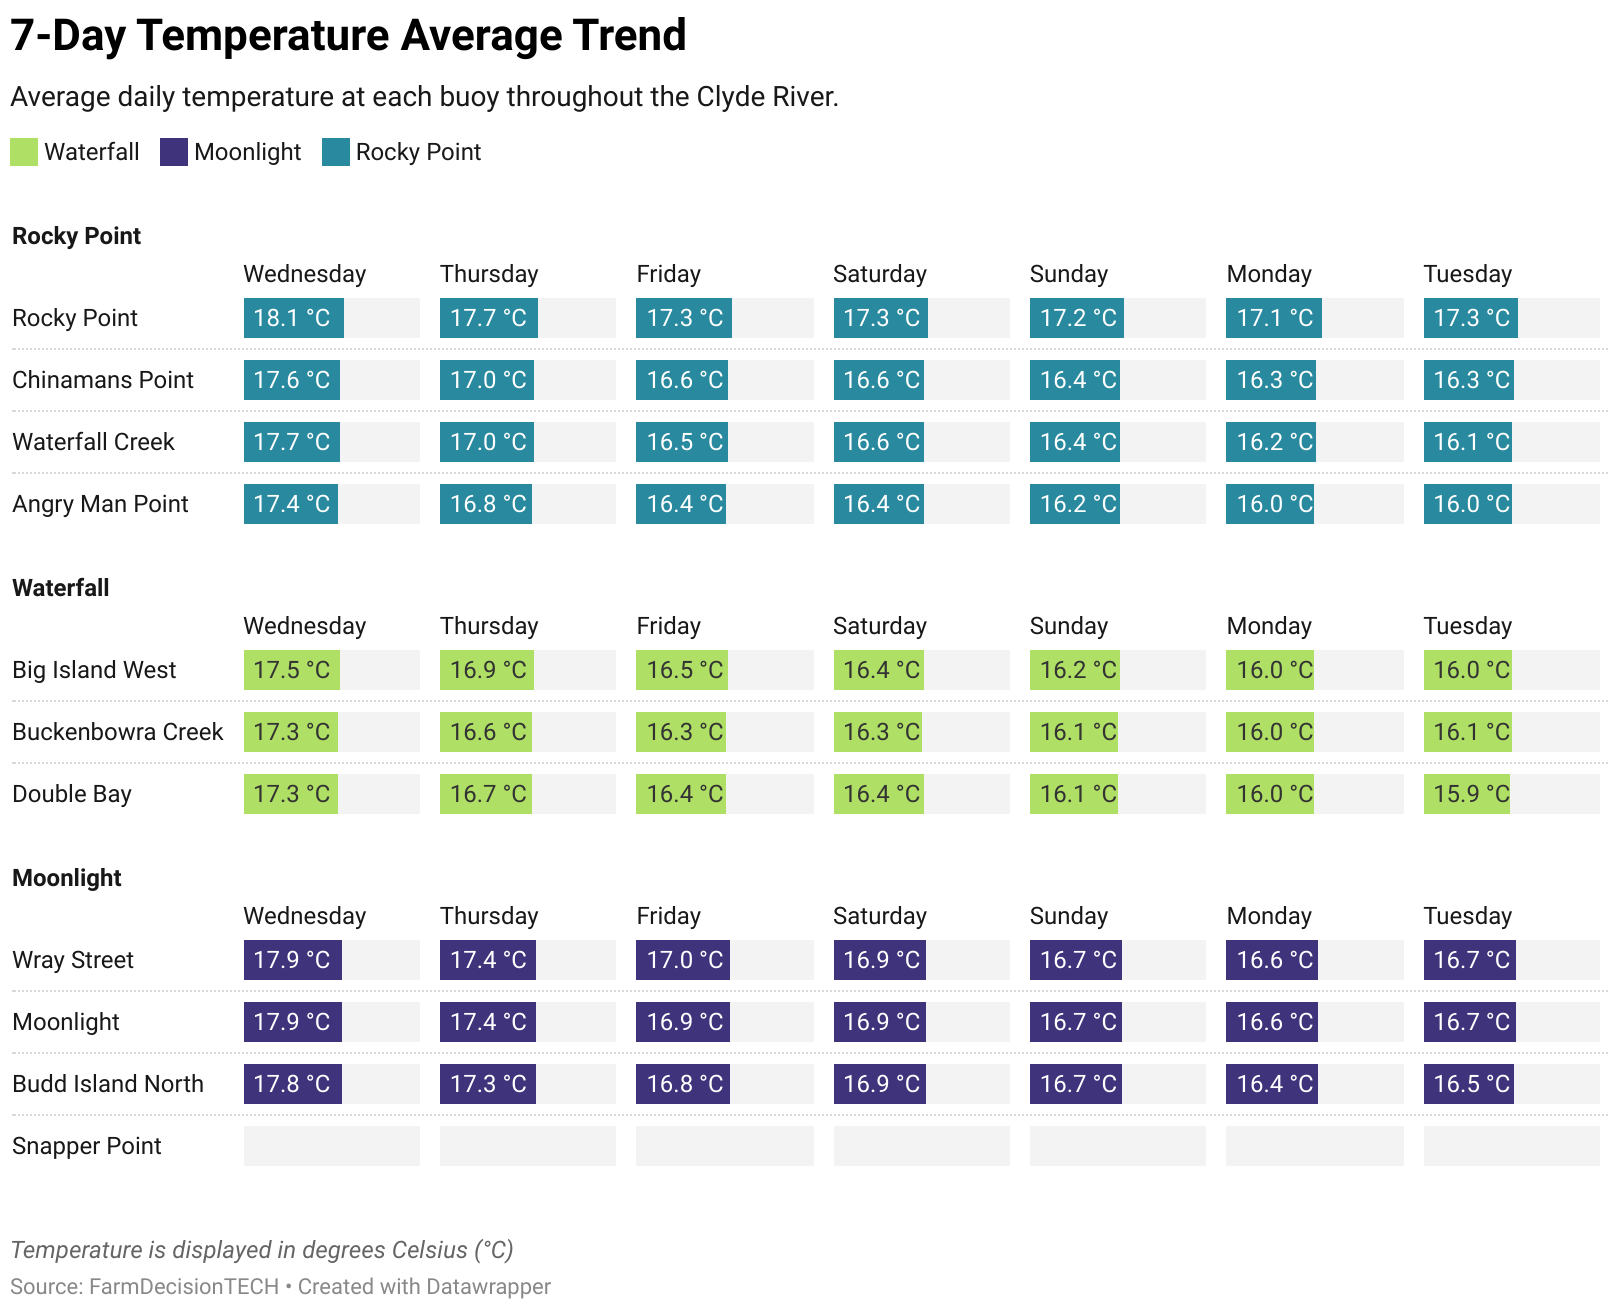 7-Day Temperature Average Trend
Average daily temperature at each buoy throughout the Clyde River.
Waterfall Moonlight Rocky Point
Rocky Point
Wednesday Thursday Friday Saturday Sunday Monday Tuesday
Rocky Point 18.1 °C 17.7 °C 17.3 °C 17.3 °C 17.2 °C 17.1 °C 17.3 °C
Chinamans Point 17.6 °C 17.0 °C 16.6 °C 16.6 °C 16.4 °C 16.3 °C 16.3 °C
Waterfall Creek 17.7 °C 17.0 °C 16.5 °C 16.6 °C 16.4 °C 16.2 °C 16.1 °C
Angry Man Point 17.4 °C 16.8 °C 16.4 °C 16.4 °C 16.2 °C 16.0 °C 16.0 °C
Waterfall
Wednesday Thursday Friday Saturday Sunday Monday Tuesday
Big Island West 17.5 °C 16.9 °C 16.5 °C 16.4 °C 16.2 °C 16.0 °C 16.0 °C
Buckenbowra Creek 17.3 °C 16.6 °C 16.3 °C 16.3 °C 16.1 °C 16.0 °C 16.1 °C
Double Bay 17.3 °C 16.7 °C 16.4 °C 16.4 °C 16.1 °C 16.0 °C 15.9 °C
Moonlight
Wednesday Thursday Friday Saturday Sunday Monday Tuesday
Wray Street 17.9 °C 17.4 °C 17.0 °C 16.9 °C 16.7 °C 16.6 °C 16.7 °C
Moonlight 17.9 °C 17.4 °C 16.9 °C 16.9 °C 16.7 °C 16.6 °C 16.7 °C
Budd Island North 17.8 °C 17.3 °C 16.8 °C 16.9 °C 16.7 °C 16.4 °C 16.5 °C
Snapper Point
Temperature is displayed in degrees Celsius (°C)
Source: FarmDecisionTECH • Created with Datawrapper